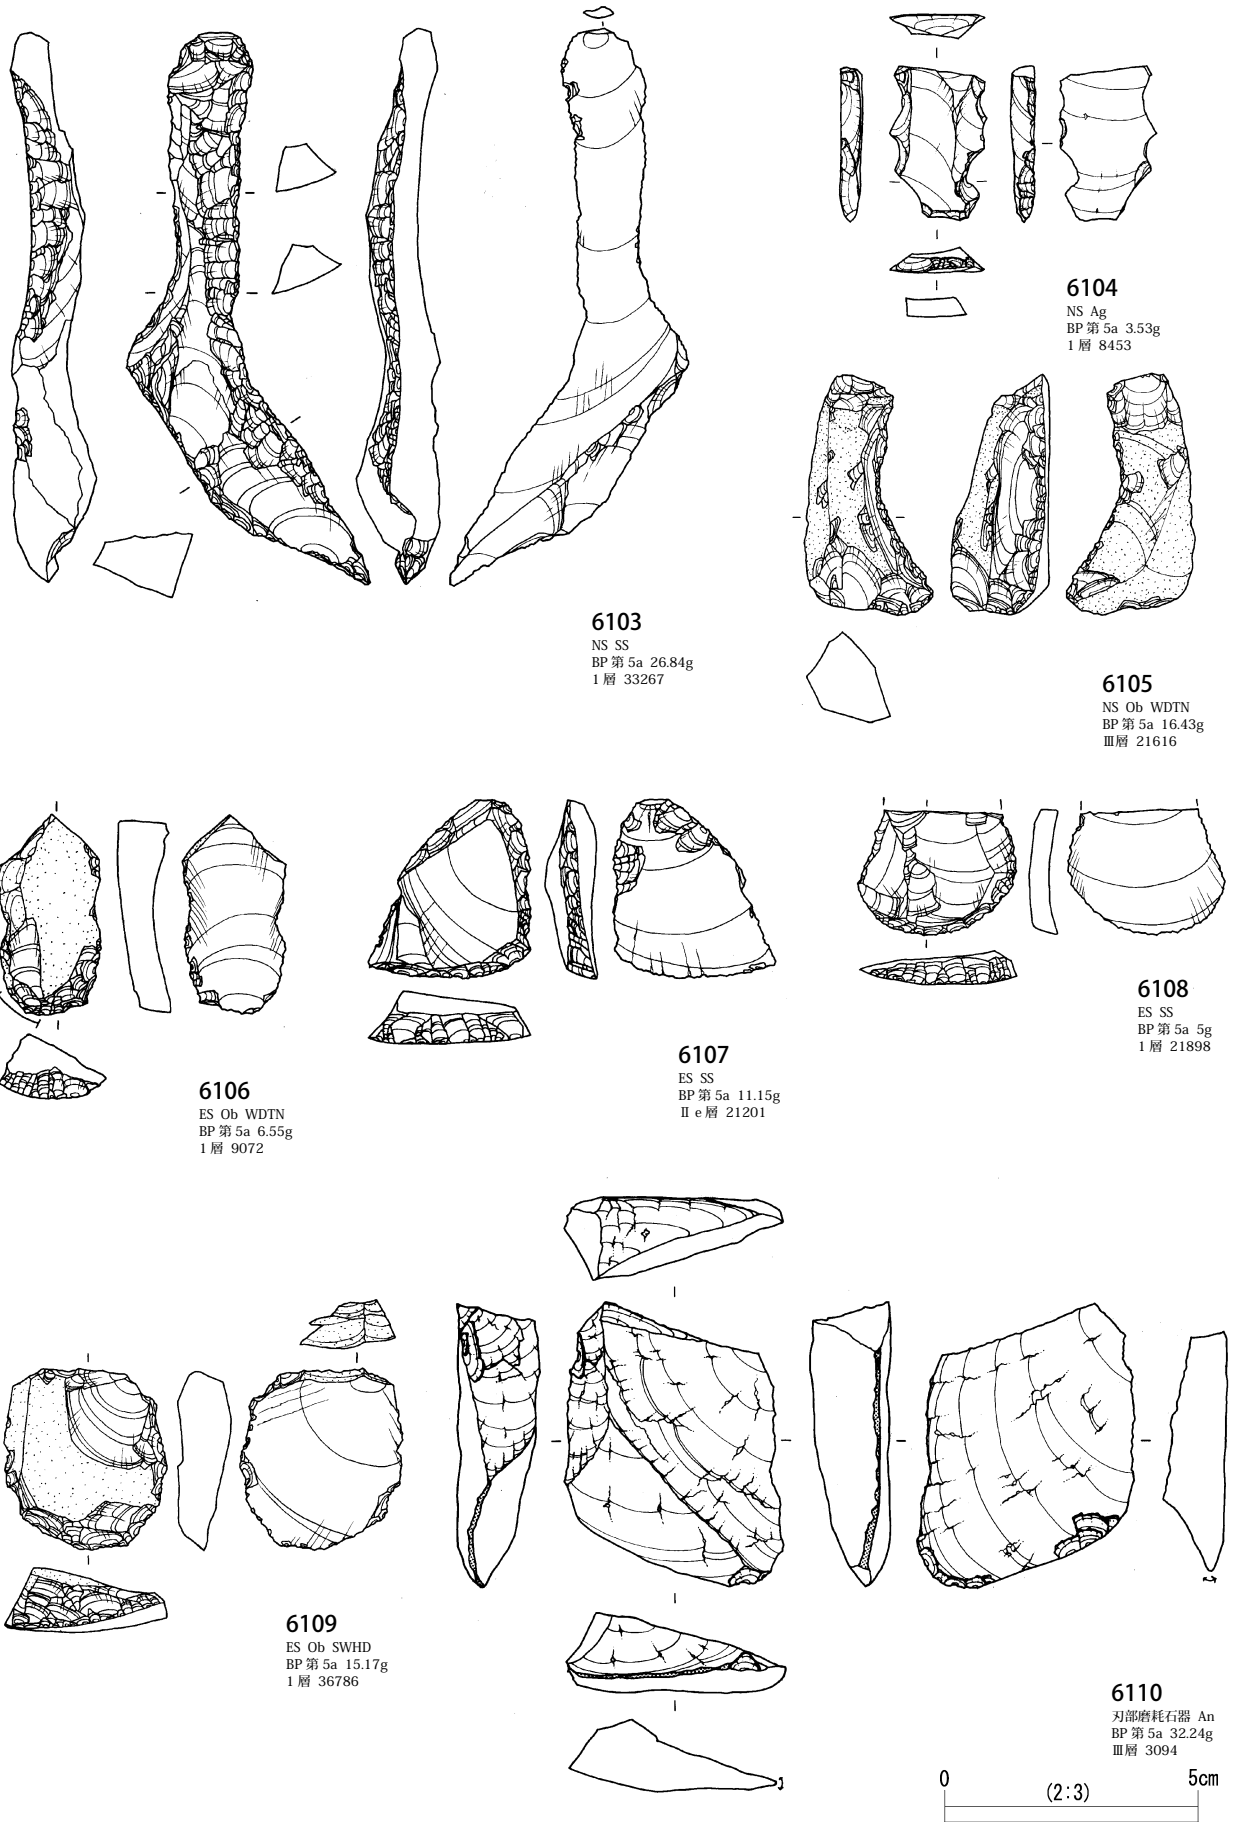 6103
NS SS
BP 第 5a 26.84g
1 層 33267
6104
NS Ag
BP 第 5a 3.53g
1 層 8453
6105
NS Ob WDTN
BP 第 5a 16.43g
Ⅲ層 21616
6106
ES Ob WDTN
BP 第 5a 6.55g
1 層 9072
6107
ES SS
BP 第 5a 11.15g
Ⅱ e 層 21201
6108
ES SS
BP 第 5a 5g
1 層 21898
6109
ES Ob SWHD
BP 第 5a 15.17g
1 層 36786
6110
刃部磨耗石器 An
BP 第 5a 32.24g
Ⅲ層 3094
0 (2:3) 5cm